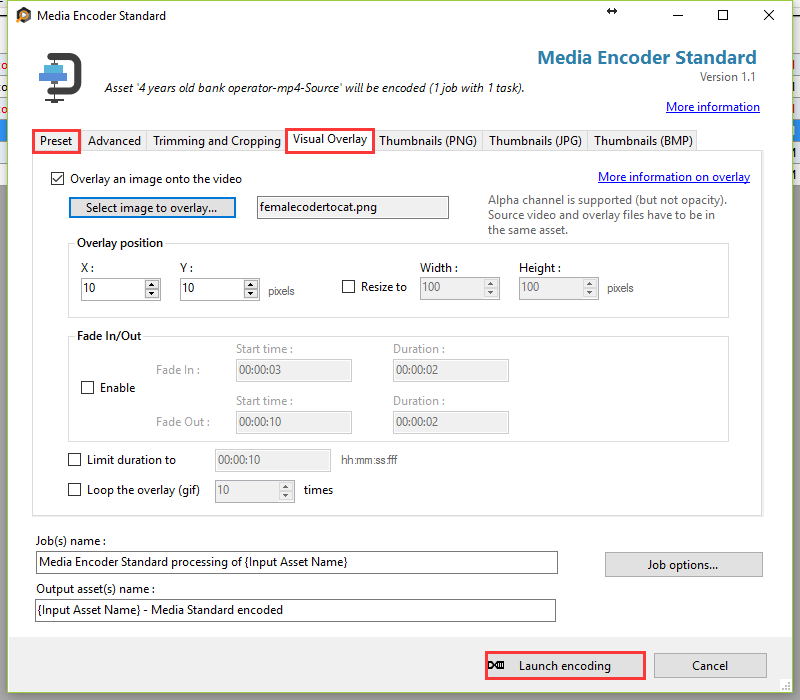 Media Encoder Standard
Media Encoder Standard
Version 1.1
Asset '4 years old bank operator-mp4-Source' will be encoded (1 job with 1 task).
More information
Preset Advanced Trimming and Cropping Visual Overlay Thumbnails (PNG) Thumbnails (JPG) Thumbnails (BMP)
Overlay an image onto the video
More information on overlay
Select image to overlay... femalecodertocat.png
Alpha channel is supported (but not opacity).
Source video and overlay files have to be in
the same asset.
Overlay position
X : Y : Width : Height :
10 10 pixels Resize to 100 100 pixels
Fade In/Out
Start time : Duration :
Fade In : 00:00:03 00:00:02
Enable
Start time : Duration :
Fade Out : 00:00:10 00:00:02
Limit duration to 00:00:10 hh:mm:ss:fff
Loop the overlay (gif) 10 times
Job(s) name :
Media Encoder Standard processing of {Input Asset Name}
Job options...
Output asset(s) name :
{Input Asset Name} - Media Standard encoded
Launch encoding Cancel